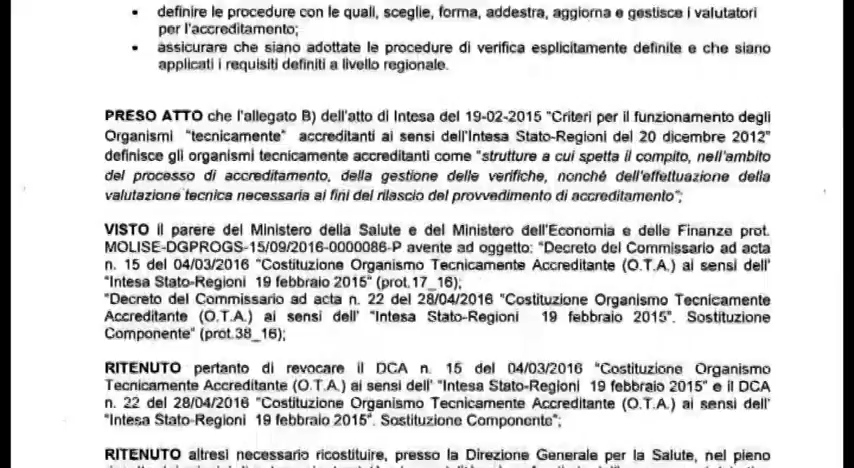 • definire le procedure con le quali, sceglie, forma, addestra, aggiorna e gestisce i valutatori
per l'accreditamento;
• assicurare che siano adottate le procedure di verifica esplicitamente definite e che siano
applicati i requisiti definiti a livello regionale.
PRESO ATTO che l'allegato B) dell'atto di Intesa del 19-02-2015 "Criteri per il funzionamento degli
Organismi "tecnicamente" accreditanti ai sensi dell'Intesa Stato-Regioni del 20 dicembre 2012"
definisce gli organismi tecnicamente accreditanti come "strutture a cui spetta il compito, nell'ambito
del processo di accreditamento, della gestione delle verifiche, nonché dell'effettuazione della
valutazione tecnica necessaria ai fini del rilascio del provvedimento di accreditamento";
VISTO il parere del Ministero della Salute e del Ministero dell'Economia e delle Finanze prot.
MOLISE-DGPROGS-15/09/2016-0000086-P avente ad oggetto: "Decreto del Commissario ad acta
n. 15 del 04/03/2016 "Costituzione Organismo Tecnicamente Accreditante (O.T.A.) ai sensi dell'
"Intesa Stato-Regioni 19 febbraio 2015" (prot.17_16);
"Decreto del Commissario ad acta n. 22 del 28/04/2016 "Costituzione Organismo Tecnicamente
Accreditante (O.T.A.) ai sensi dell' "Intesa Stato-Regioni 19 febbraio 2015". Sostituzione
Componente" (prot.38_16);
RITENUTO pertanto di revocare il DCA n. 15 del 04/03/2016 "Costituzione Organismo
Tecnicamente Accreditante (O.T.A.) ai sensi dell' "Intesa Stato-Regioni 19 febbraio 2015" e il DCA
n. 22 del 28/04/2016 "Costituzione Organismo Tecnicamente Accreditante (O.T.A.) ai sensi dell'
"Intesa Stato-Regioni 19 febbraio 2015". Sostituzione Componente";
RITENUTO altresì necessario ricostituire, presso la Direzione Generale per la Salute, nel pieno